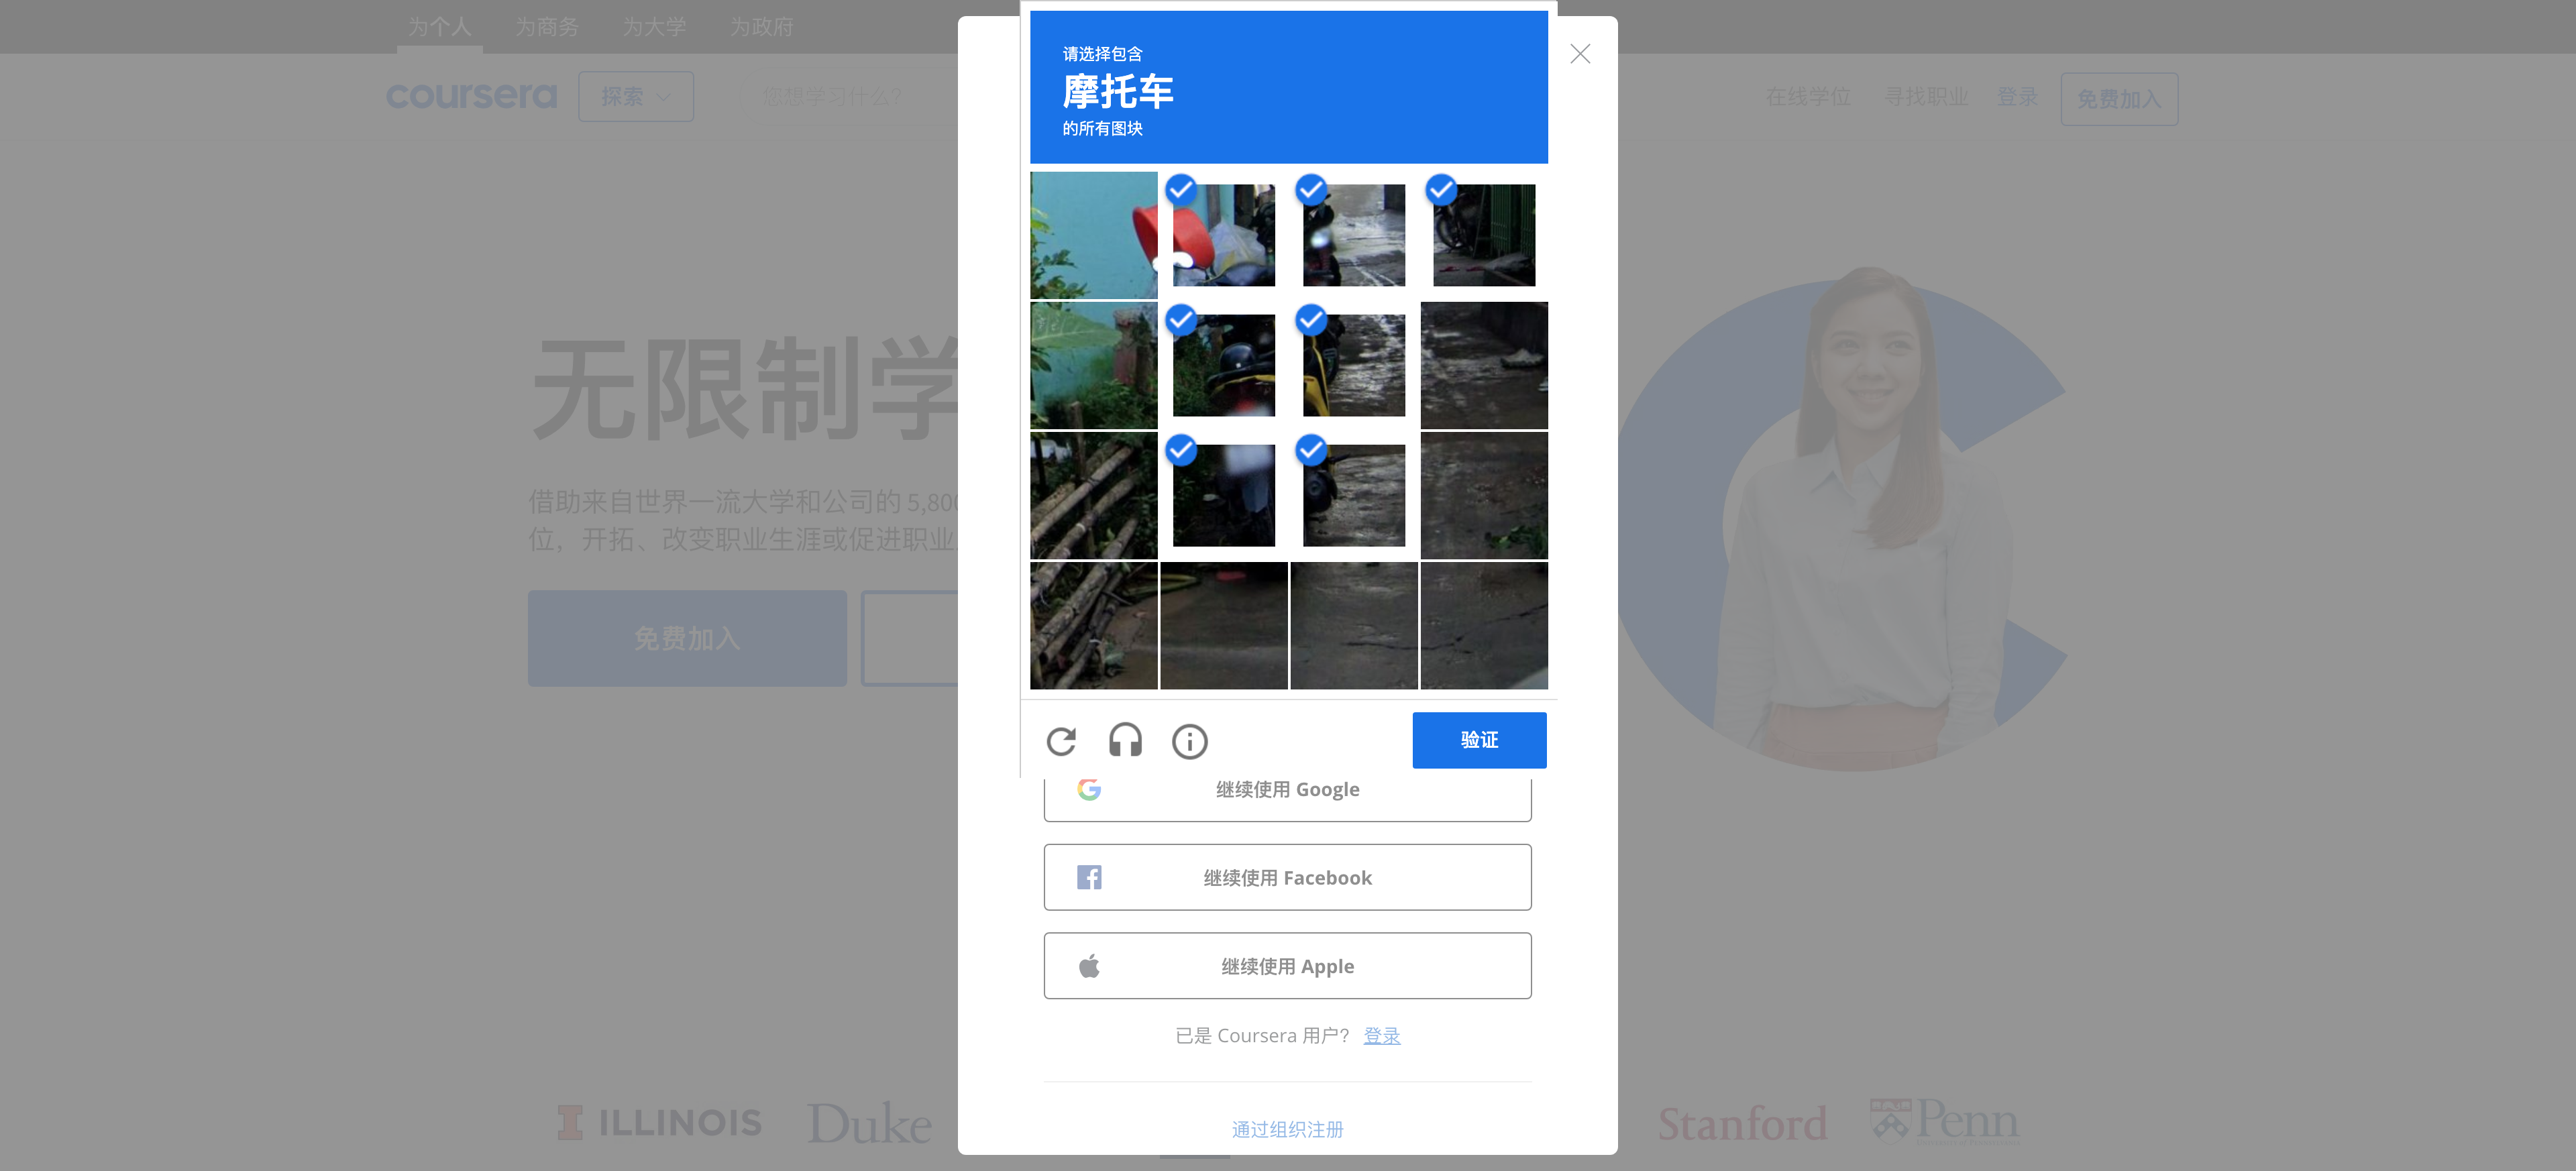 为个人 为商务 为大学 为政府
coursera 探索 您想学习什么？ 在线学位 寻找职业 登录 免费加入
请选择包含
摩托车
的所有图块
无限制学
借助来自世界一流大学和公司的 5,800
位，开拓、改变职业生涯或促进职业
免费加入
验证
继续使用 Google
继续使用 Facebook
继续使用 Apple
已是 Coursera 用户？ 登录
通过组织注册
ILLINOIS Duke Stanford Penn